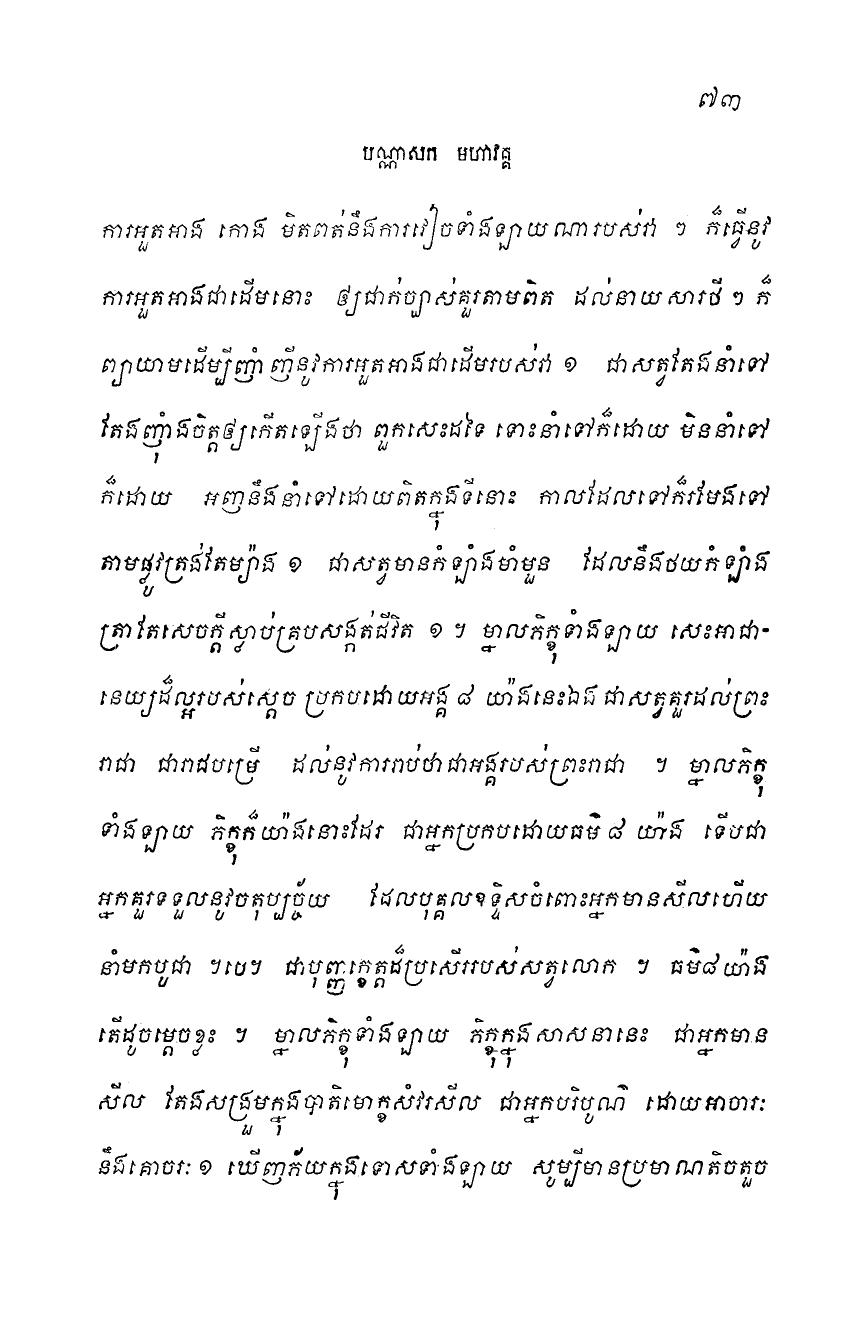 ៧៣
បណ្ណាសក មហាវគ្គ
ការអួតអាង កោង មិតពត់នឹងការវៀចទាំងឡាយណារបស់វា ៗ ក៏ធ្វើនូវ
ការអួតអាងជាដើមនោះ ឲ្យជាក់ច្បាស់គួរតាមពិត ដល់នាយសារថី ៗ ក៏
ព្យាយាមដើម្បីញ៉ាំ ញីនូវការអួតអាងជាដើមរបស់វា ១ ជាសត្វតែងនាំទៅ
តែងញុំាងចិត្តឲ្យកើតឡើងថា ពួកសេះដទៃ ទោះនាំទៅក៏ដោយ មិននាំទៅ
ក៏ដោយ អញនឹងនាំទៅដោយពិតក្នុងទីនោះ កាលដែលទៅក៏រមែងទៅ
តាមផ្លូវត្រង់តែម្យ៉ាង ១ ជាសត្វមានកំឡាំងមាំមួន ដែលនឹងថយកំឡាំង
ត្រាតែសេចក្តីស្លាប់គ្របសង្កត់ជីវិត ១ ។ ម្នាលភិក្ខុទាំងឡាយ សេះអាជា-
នេយ្យដ៏ល្អរបស់ស្តេច ប្រកបដោយអង្គ ៨ យ៉ាងនេះឯង ជាសត្វគួរដល់ព្រះ
រាជា ជារាជបម្រើ ដល់នូវការរាប់ថាជាអង្គរបស់ព្រះរាជា ។ ម្នាលភិក្ខុ
ទាំងឡាយ ភិក្ខុក៏យ៉ាងនោះដែរ ជាអ្នកប្រកបដោយធម៌ ៨ យ៉ាង ទើបជា
អ្នកគួរទទួលនូវចតុប្បច្ច័យ ដែលបុគ្គលឧទ្ទិសចំពោះអ្នកមានសីលហើយ
នាំមកបូជា ។បេ។ ជាបុញ្ញក្ខេត្តដ៏ប្រសើររបស់សត្វលោក ។ ធម៌៨យ៉ាង
តើដូចម្តេចខ្លះ ។ ម្នាលភិក្ខុទាំងឡាយ ភិក្ខុក្នុងសាសនានេះ ជាអ្នកមាន
សីល តែងសង្រួមក្នុងបាតិមោក្ខសំវរសីល ជាអ្នកបរិបូណ៌ ដោយអាចារៈ
នឹងគោចរៈ ១ ឃើញភ័យក្នុងទោសទាំងឡាយ សូម្បីមានប្រមាណតិចតួច